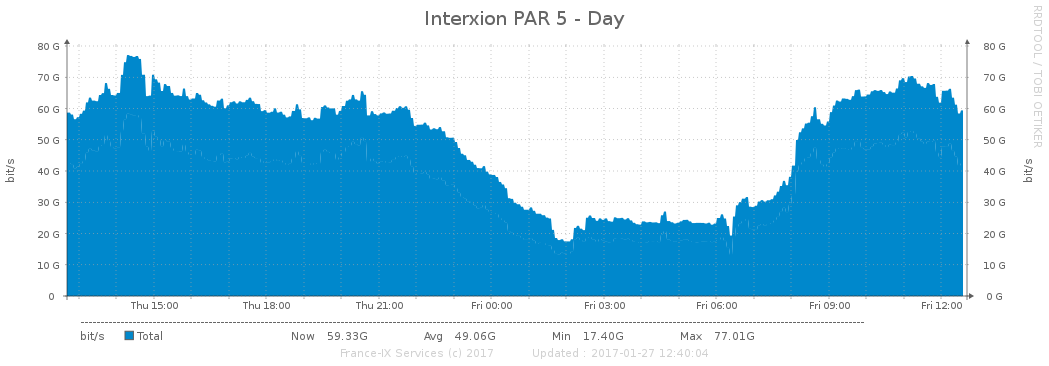 Interxion PAR 5 - Day
RRDTOOL / TOBI OETIKER
80 G 80 G
70 G 70 G
60 G 60 G
50 G 50 G
40 G 40 G
30 G 30 G
20 G 20 G
10 G 10 G
0 0 G
bit/s bit/s
Thu 15:00 Thu 18:00 Thu 21:00 Fri 00:00 Fri 03:00 Fri 06:00 Fri 09:00 Fri 12:00
bit/s Total Now 59.33G Avg 49.06G Min 17.40G Max 77.01G
France-IX Services (c) 2017 Updated : 2017-01-27 12:40:04